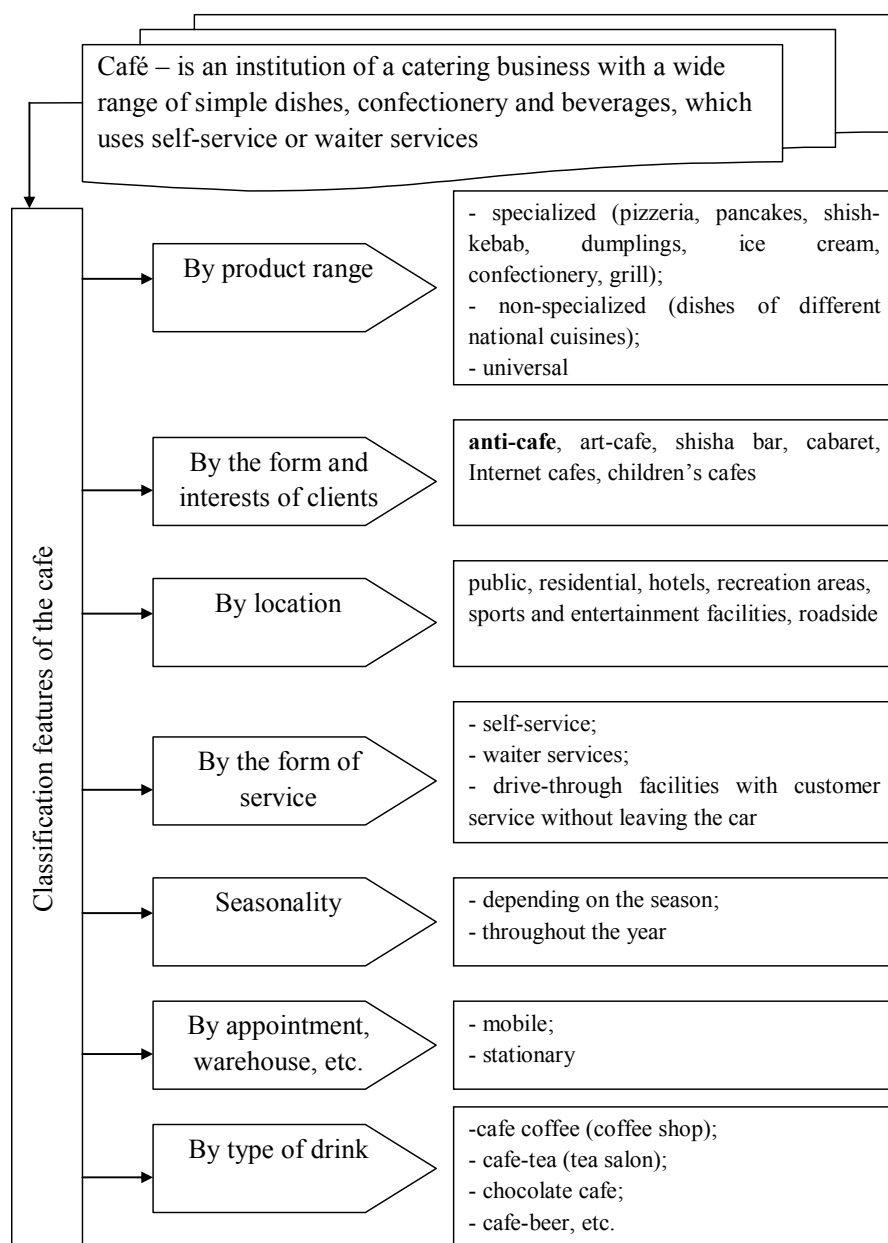 Café – is an institution of a catering business with a wide
range of simple dishes, confectionery and beverages, which
uses self-service or waiter services
Classification features of the cafe
By product range
- specialized (pizzeria, pancakes, shish-
kebab, dumplings, ice cream,
confectionery, grill);
- non-specialized (dishes of different
national cuisines);
- universal
By the form and
interests of clients
anti-cafe, art-cafe, shisha bar, cabaret,
Internet cafes, children’s cafes
By location
public, residential, hotels, recreation areas,
sports and entertainment facilities, roadside
By the form of
service
- self-service;
- waiter services;
- drive-through facilities with customer
service without leaving the car
Seasonality
- depending on the season;
- throughout the year
By appointment,
warehouse, etc.
- mobile;
- stationary
By type of drink
-cafe coffee (coffee shop);
- cafe-tea (tea salon);
- chocolate cafe;
- cafe-beer, etc.